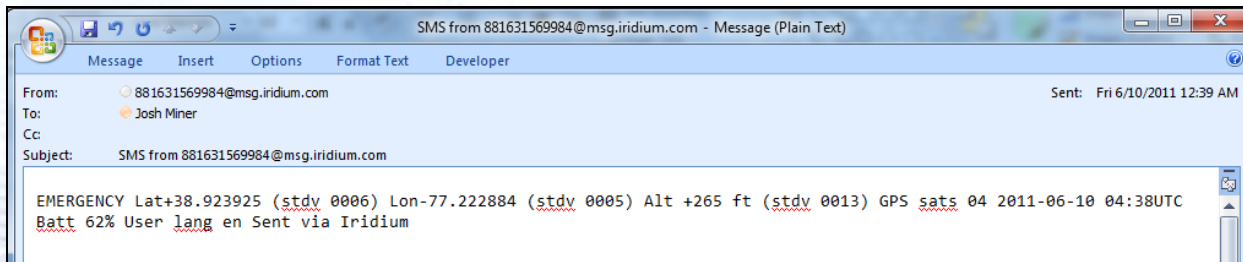 SMS from 881631569984@msg.iridium.com - Message (Plain Text)
Message Insert Options Format Text Developer
From: 881631569984@msg.iridium.com Sent: Fri 6/10/2011 12:39 AM
To: Josh Miner
Cc:
Subject: SMS from 881631569984@msg.iridium.com
EMERGENCY Lat+38.923925 (stdv 0006) Lon-77.222884 (stdv 0005) Alt +265 ft (stdv 0013) GPS sats 04 2011-06-10 04:38UTC
Batt 62% User lang en Sent via Iridium